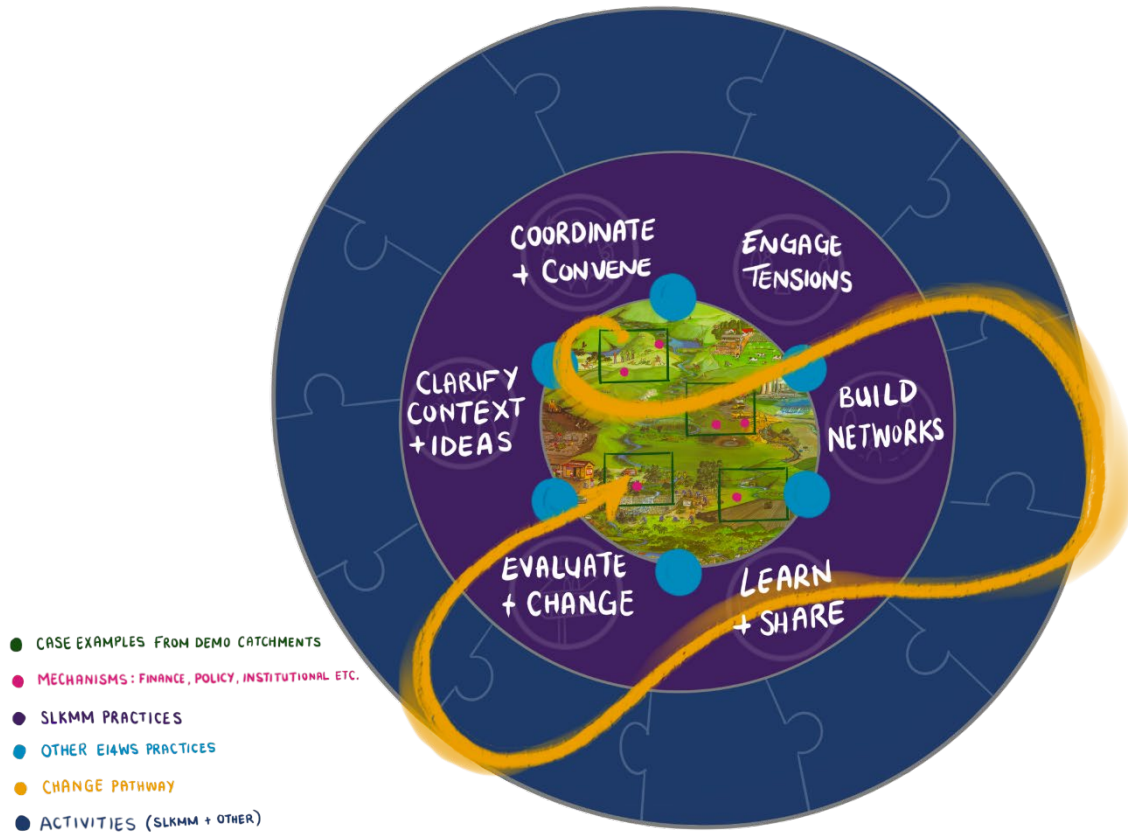 COORDINATE
+ CONVENE
ENGAGE
TENSIONS
CLARIFY
CONTEXT
+ IDEAS
BUILD
NETWORKS
EVALUATE
+ CHANGE
LEARN
+ SHARE
CASE EXAMPLES FROM DEMO CATCHMENTS
MECHANISMS: FINANCE, POLICY, INSTITUTIONAL ETC.
SLKMM PRACTICES
OTHER EI4WS PRACTICES
CHANGE PATHWAY
ACTIVITIES (SLKMM + OTHER)